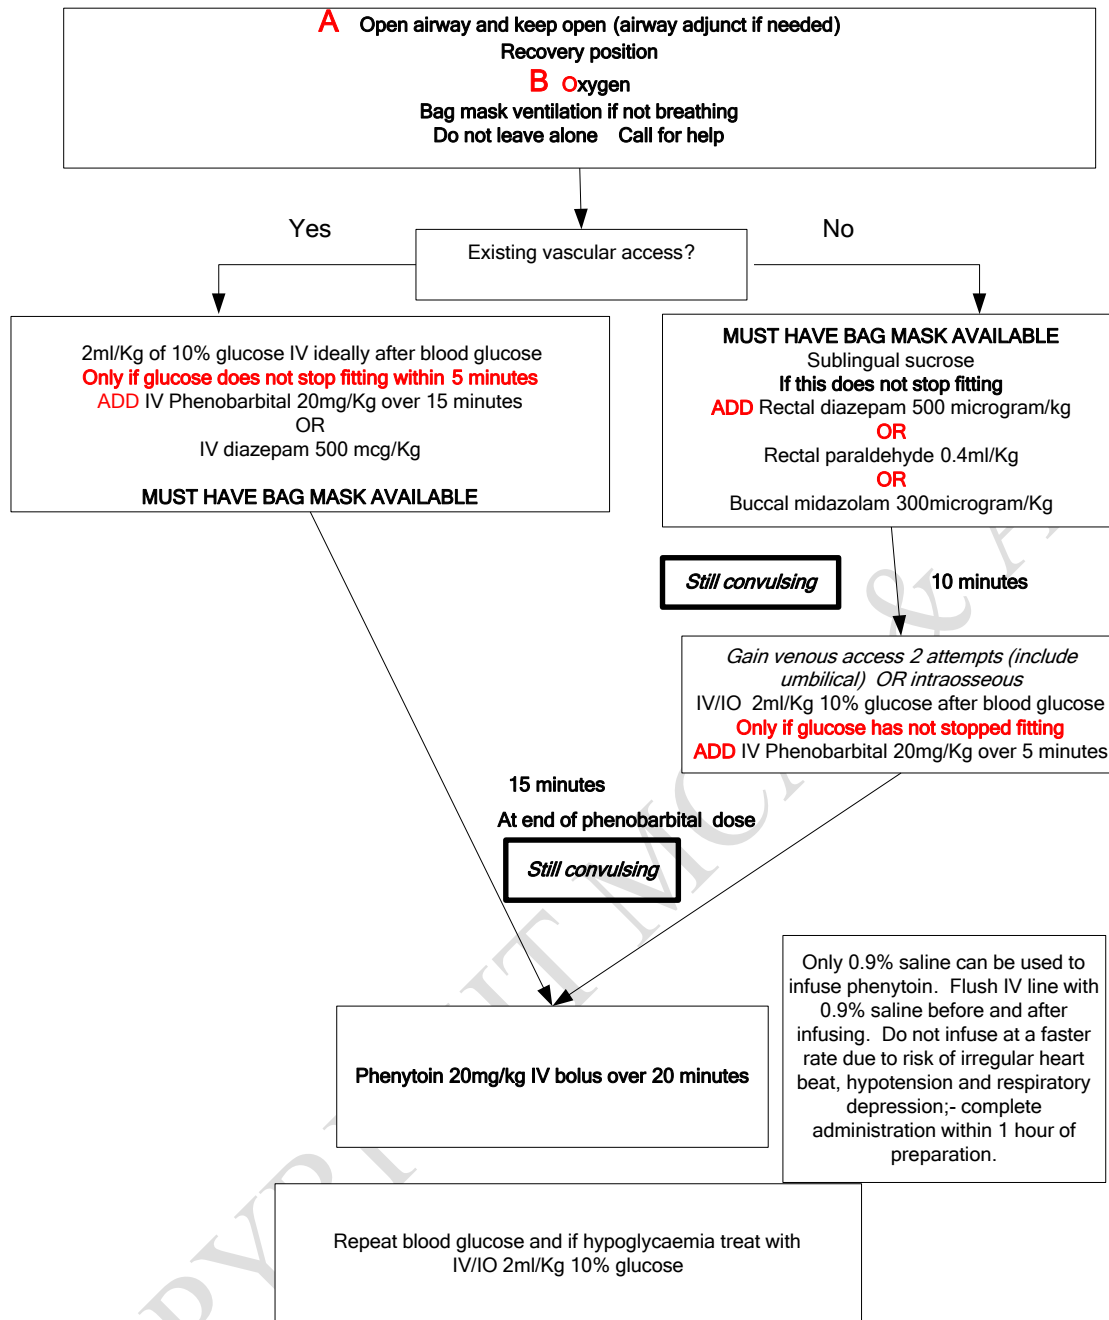 A Open airway and keep open (airway adjunct if needed)
Recovery position
B Oxygen
Bag mask ventilation if not breathing
Do not leave alone Call for help
Yes
No
Existing vascular access?
2ml/Kg of 10% glucose IV ideally after blood glucose
Only if glucose does not stop fitting within 5 minutes
ADD IV Phenobarbital 20mg/Kg over 15 minutes
OR
IV diazepam 500 mcg/Kg
MUST HAVE BAG MASK AVAILABLE
MUST HAVE BAG MASK AVAILABLE
Sublingual sucrose
If this does not stop fitting
ADD Rectal diazepam 500 microgram/kg
OR
Rectal paraldehyde 0.4ml/Kg
OR
Buccal midazolam 300microgram/Kg
Still convulsing
10 minutes
Gain venous access 2 attempts (include
umbilical) OR intraosseous
IV/IO 2ml/Kg 10% glucose after blood glucose
Only if glucose has not stopped fitting
ADD IV Phenobarbital 20mg/Kg over 5 minutes
15 minutes
At end of phenobarbital dose
Still convulsing
Phenytoin 20mg/kg IV bolus over 20 minutes
Only 0.9% saline can be used to
infuse phenytoin. Flush IV line with
0.9% saline before and after
infusing. Do not infuse at a faster
rate due to risk of irregular heart
beat, hypotension and respiratory
depression;- complete
administration within 1 hour of
preparation.
Repeat blood glucose and if hypoglycaemia treat with
IV/IO 2ml/Kg 10% glucose